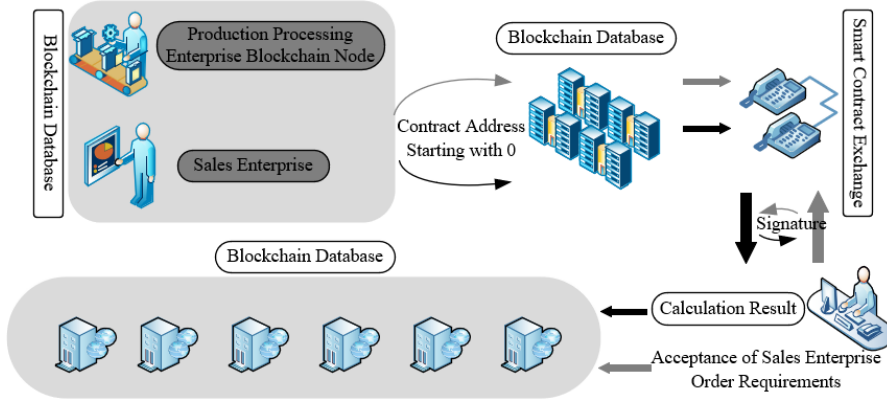 Blockchain Database
Production Processing
Enterprise Blockchain Node
Sales Enterprise
Contract Address
Starting with 0
Blockchain Database
Smart Contract Exchange
Signature
Blockchain Database
Calculation Result
Acceptance of Sales Enterprise
Order Requirements